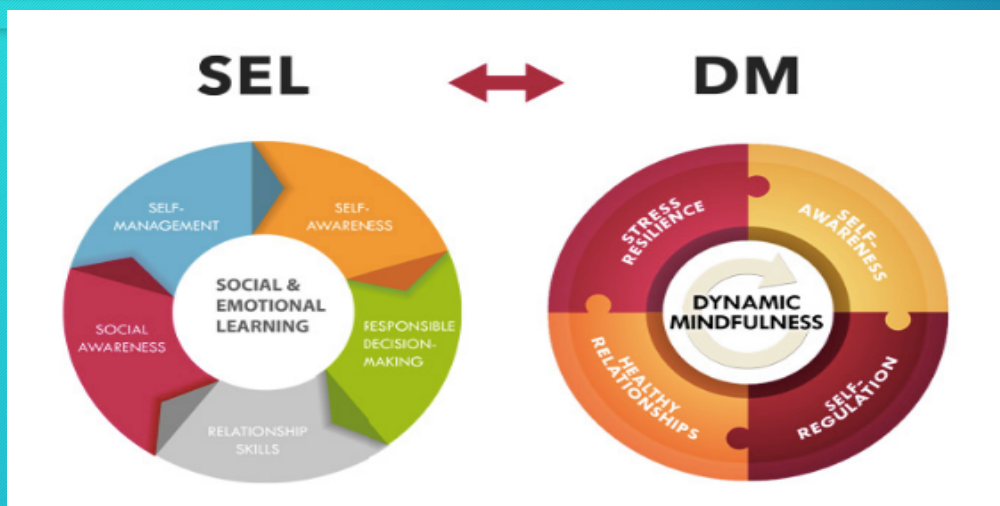 SEL
DM
SELF-
MANAGEMENT
SELF-
AWARENESS
SOCIAL &
EMOTIONAL
LEARNING
SOCIAL
AWARENESS
RESPONSIBLE
DECISION-
MAKING
RELATIONSHIP
SKILLS
STRESS
RESILIENCE
SELF-
AWARENESS
DYNAMIC
MINDFULNESS
HEALTHY
RELATIONSHIPS
SELF-
REGULATION